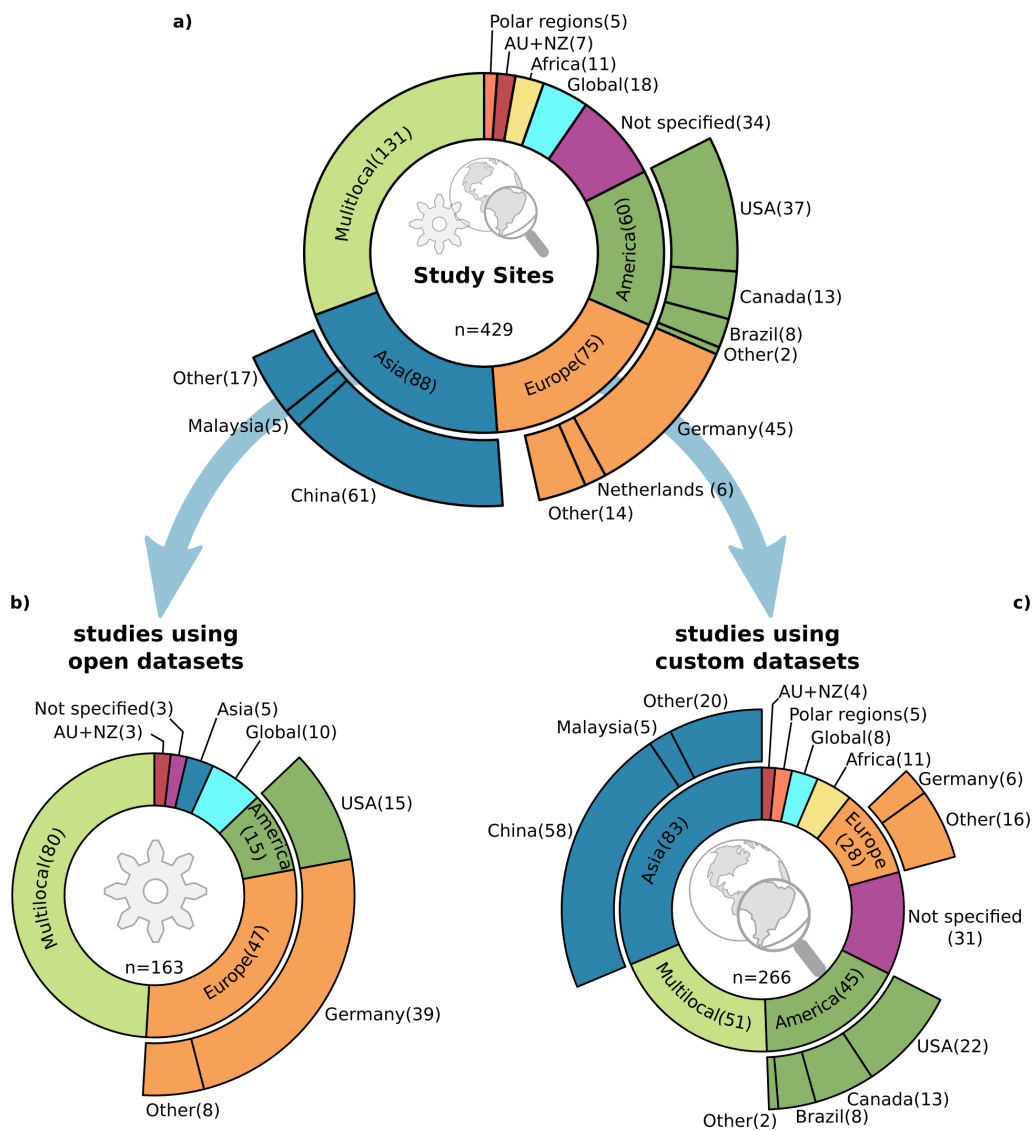 a)
Polar regions(5)
AU+NZ(7)
Africa(11)
Global(18)
Not specified(34)
Mulitlocal(131)
America(60)
USA(37)
Study Sites
Canada(13)
n=429
Brazil(8)
Other(2)
Asia(88)
Europe(75)
Other(17)
Malaysia(5)
Germany(45)
China(61)
Netherlands (6)
Other(14)
b)
studies using
open datasets
Not specified(3)
Asia(5)
AU+NZ(3)
Global(10)
USA(15)
America
(15)
Multilocal(80)
n=163
Europe(47)
Germany(39)
Other(8)
c)
studies using
custom datasets
AU+NZ(4)
Other(20)
Polar regions(5)
Malaysia(5)
Global(8)
Africa(11)
Germany(6)
Other(16)
China(58)
Asia(83)
Europe
(28)
Not specified
(31)
n=266
Multilocal(51)
America(45)
USA(22)
Canada(13)
Brazil(8)
Other(2)